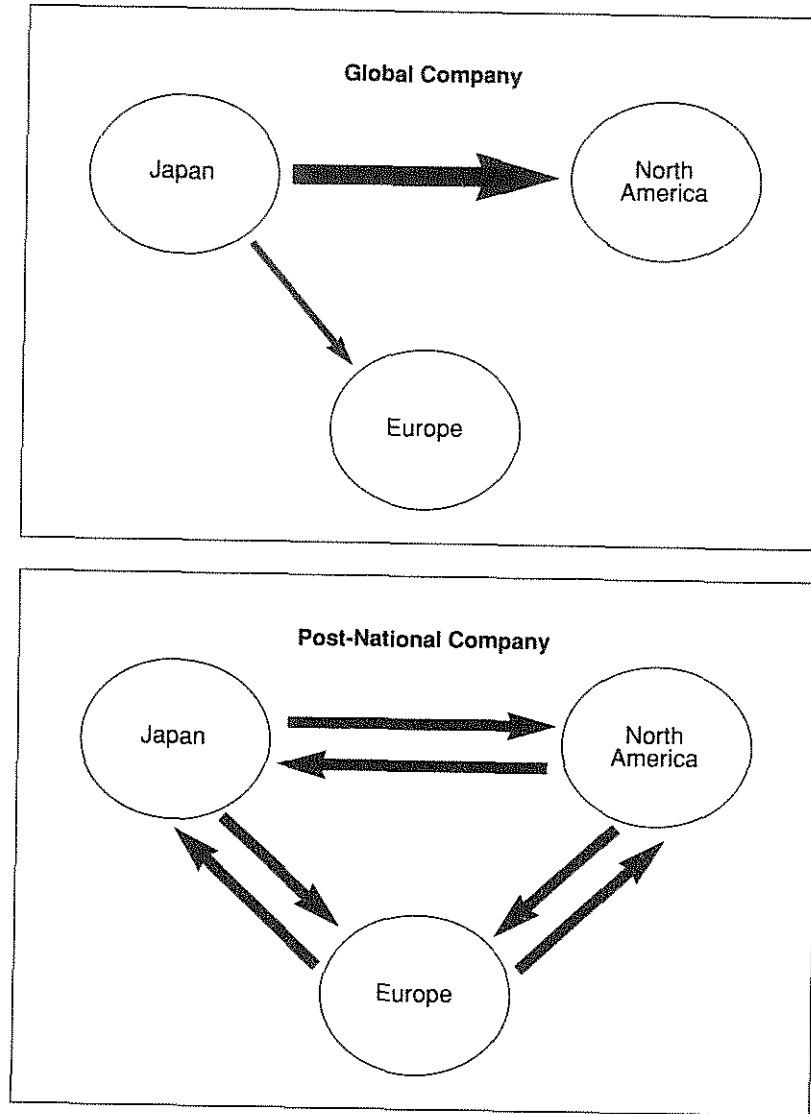 Global Company
Japan
North
America
Europe
Post-National Company
Japan
North
America
Europe